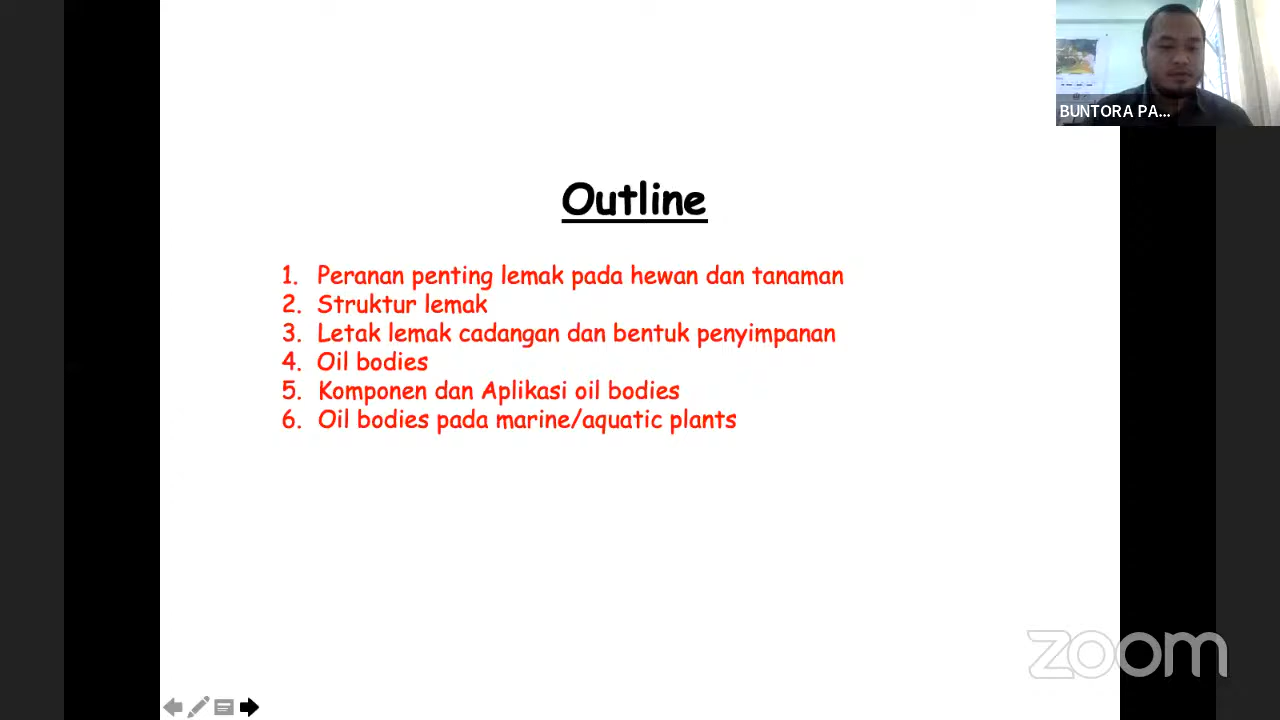 BUNTORA PA...
Outline
1. Peranan penting lemak pada hewan dan tanaman
2. Struktur lemak
3. Letak lemak cadangan dan bentuk penyimpanan
4. Oil bodies
5. Komponen dan Aplikasi oil bodies
6. Oil bodies pada marine/aquatic plants
zoom